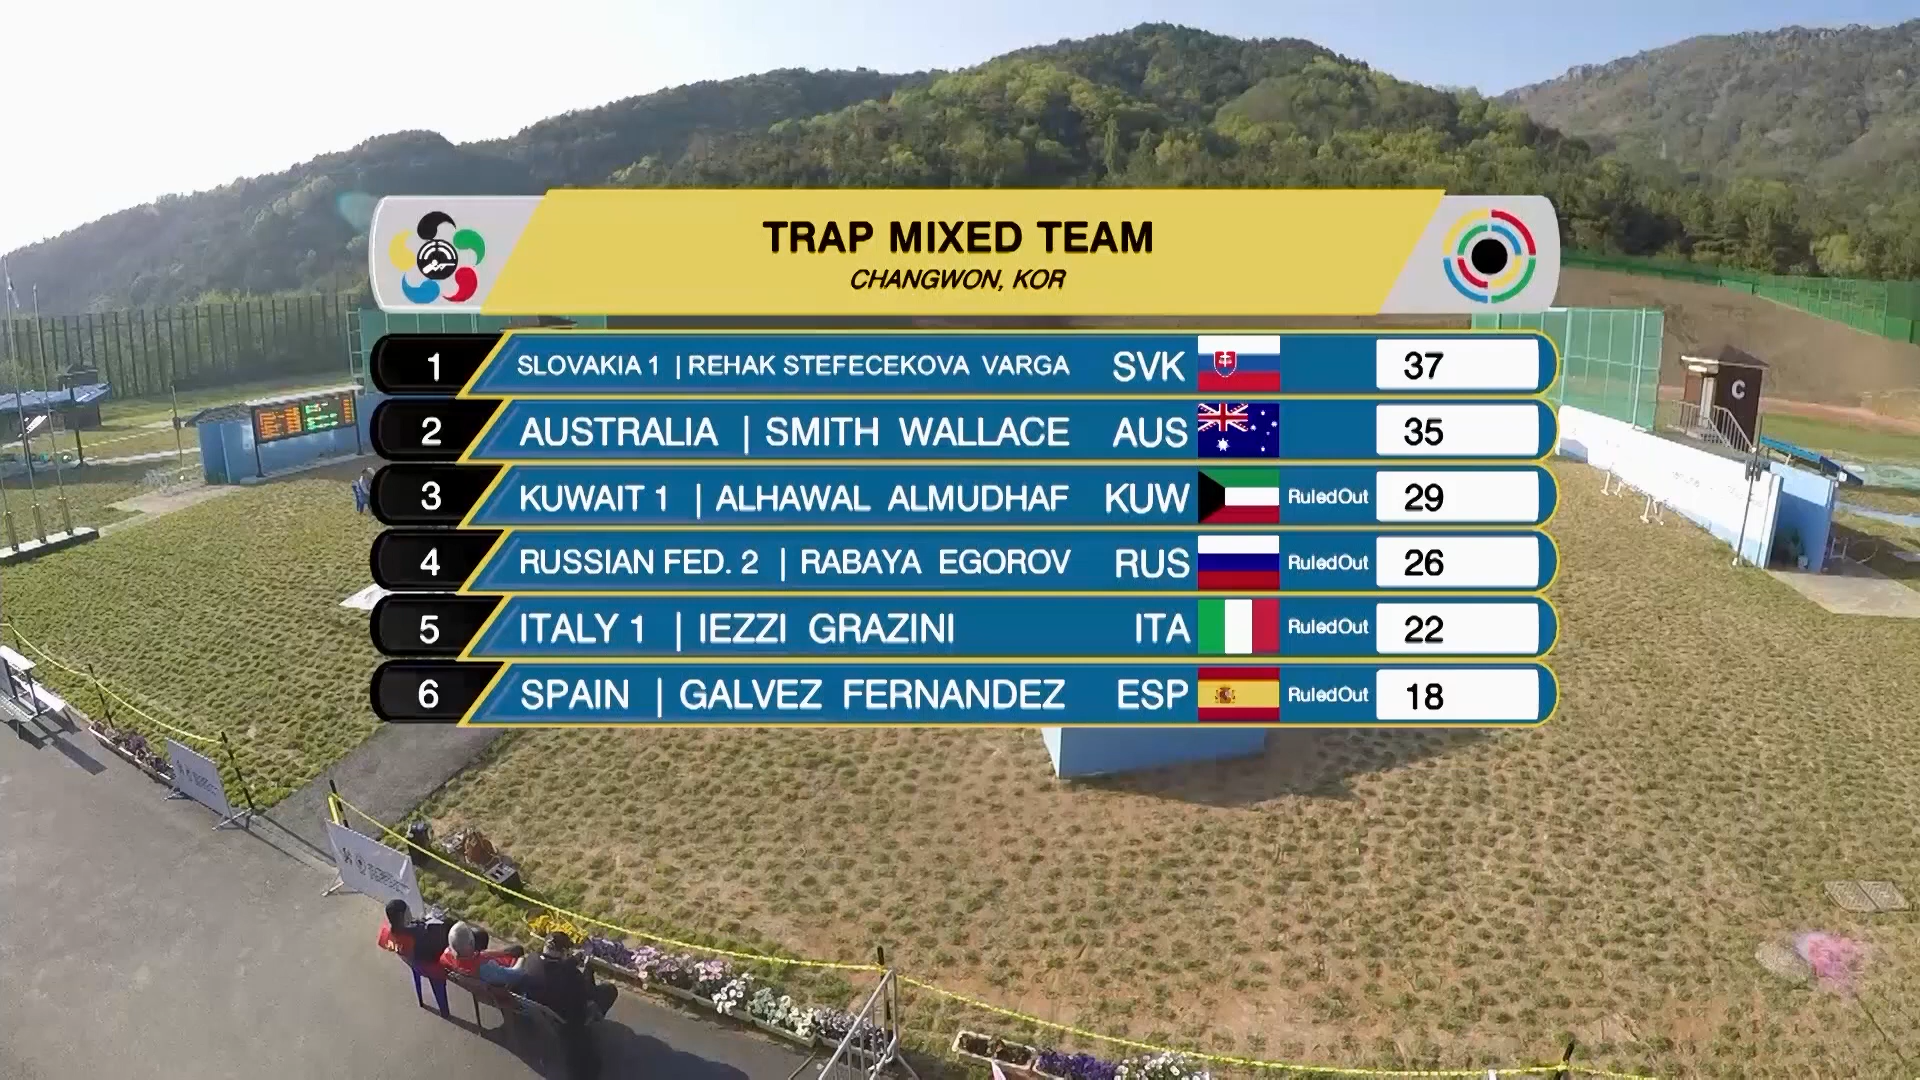 TRAP MIXED TEAM
CHANGWON, KOR
1 SLOVAKIA 1 | REHAK STEFECEKOVA VARGA SVK 37
2 AUSTRALIA | SMITH WALLACE AUS 35
3 KUWAIT 1 | ALHAWAL ALMUDHAF KUW RuledOut 29
4 RUSSIAN FED. 2 | RABAYA EGOROV RUS RuledOut 26
5 ITALY 1 | IEZZI GRAZINI ITA RuledOut 22
6 SPAIN | GALVEZ FERNANDEZ ESP RuledOut 18
C